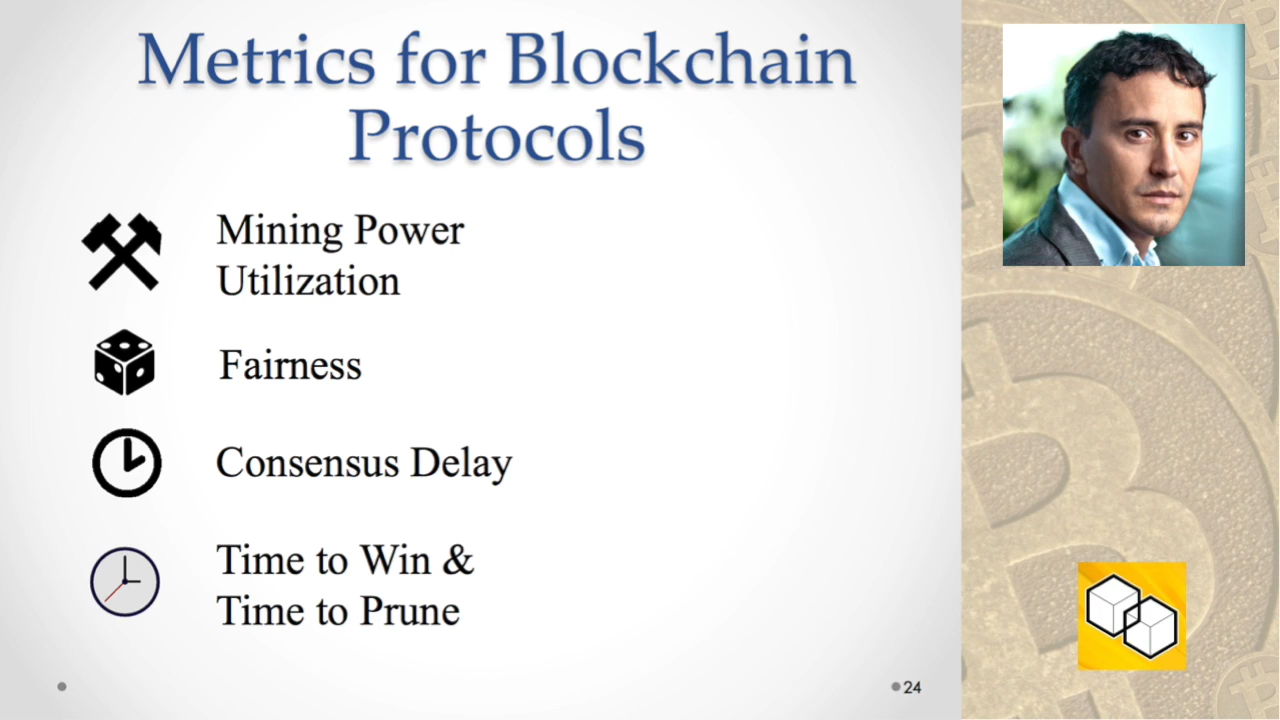 Metrics for Blockchain
Protocols
Mining Power
Utilization
Fairness
Consensus Delay
Time to Win &
Time to Prune
24